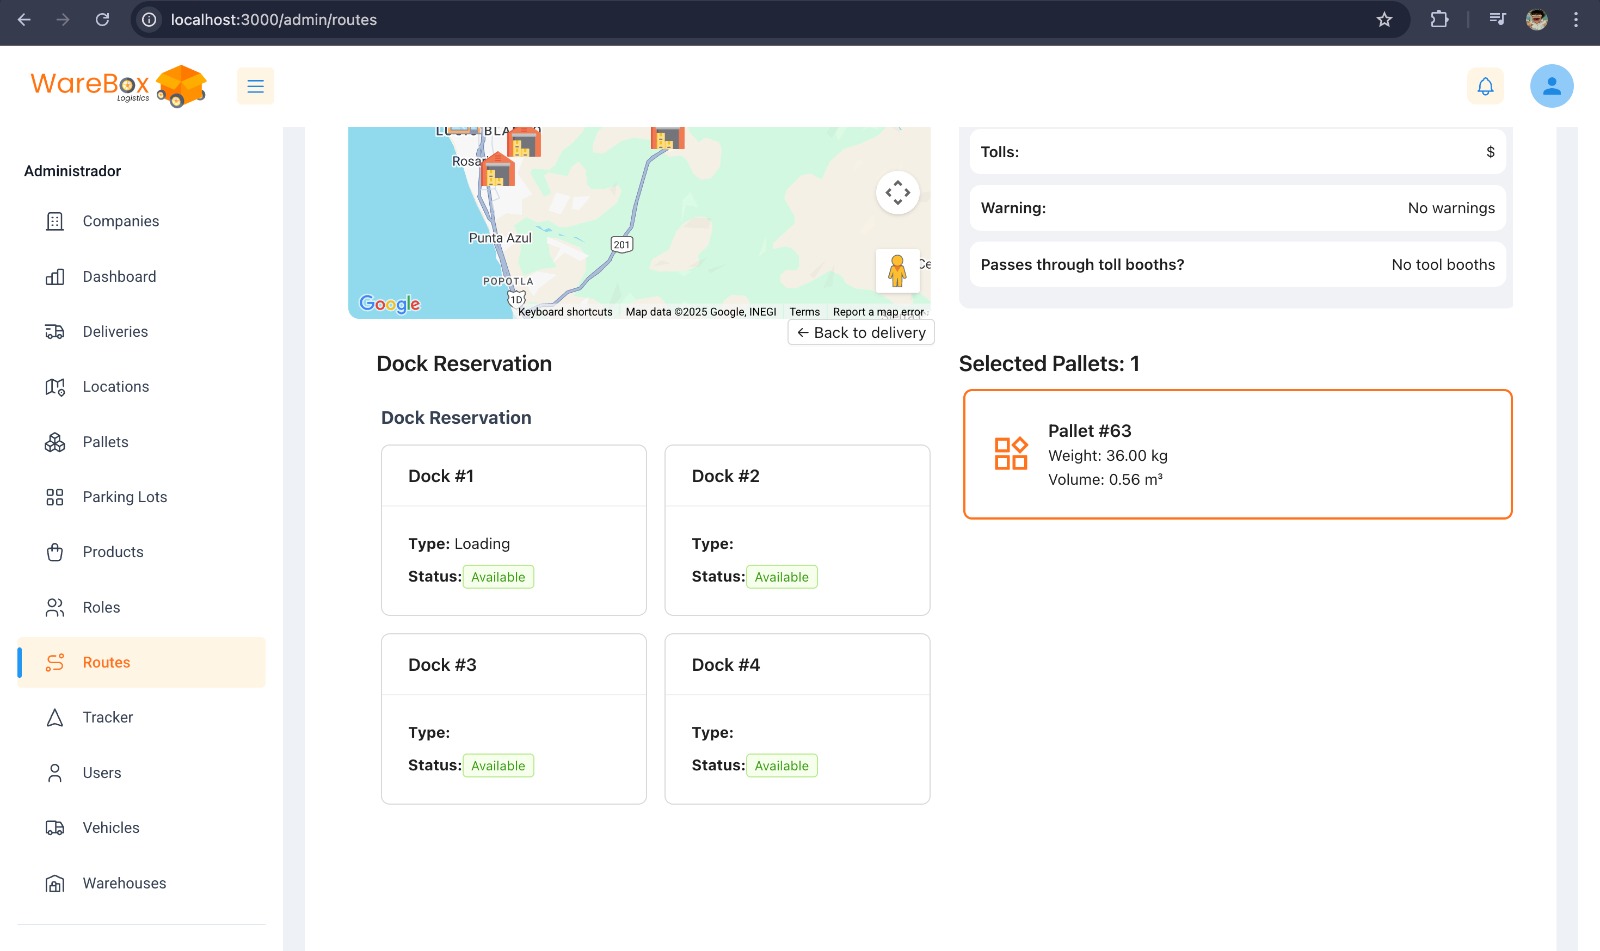 localhost:3000/admin/routes
WareBox
Logistics
Administrador
Companies
Dashboard
Deliveries
Locations
Pallets
Parking Lots
Products
Roles
Routes
Tracker
Users
Vehicles
Warehouses
Punta Azul
201
POPOTLA
1D
Google
Keyboard shortcuts
Map data ©2025 Google, INEGI
Terms
Report a map error
← Back to delivery
Tolls:
$
Warning:
No warnings
Passes through toll booths?
No tool booths
Dock Reservation
Dock Reservation
Dock #1
Type: Loading
Status: Available
Dock #2
Type:
Status: Available
Dock #3
Type:
Status: Available
Dock #4
Type:
Status: Available
Selected Pallets: 1
Pallet #63
Weight: 36.00 kg
Volume: 0.56 m³